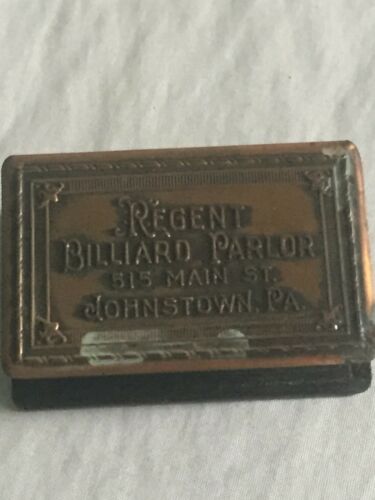 REGENT
BILLIARD PARLOR
515 MAIN ST.
JOHNSTOWN, PA.